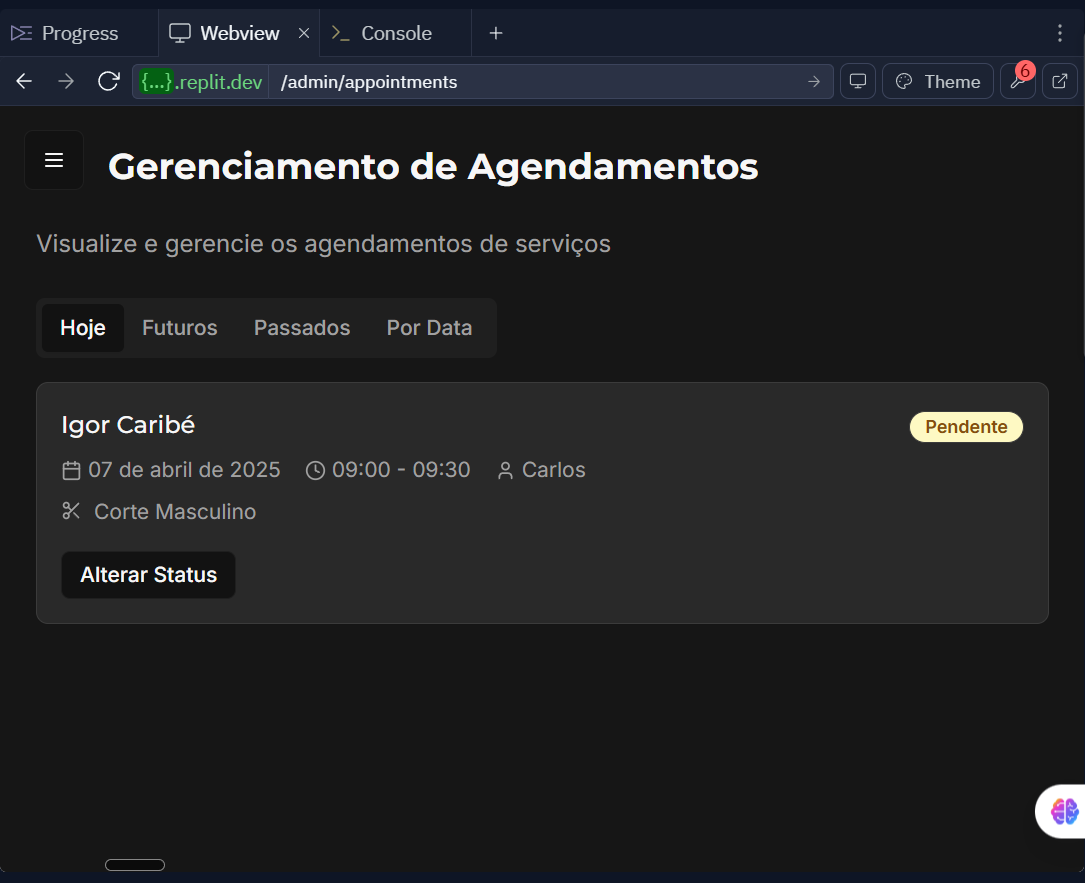 Progress Webview Console
{...}.replit.dev /admin/appointments Theme 6
Gerenciamento de Agendamentos
Visualize e gerencie os agendamentos de serviços
Hoje Futuros Passados Por Data
Igor Caribé Pendente
07 de abril de 2025 09:00 - 09:30 Carlos
Corte Masculino
Alterar Status